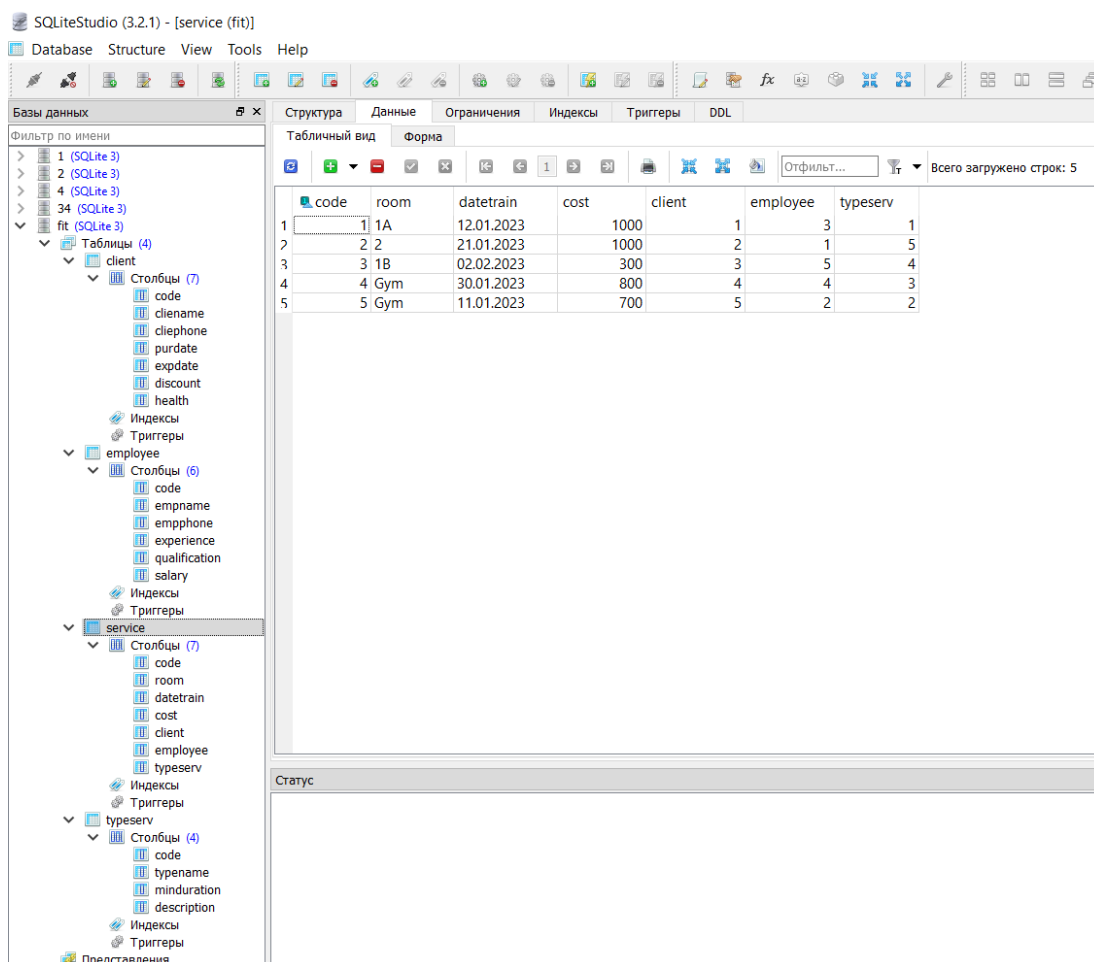 SQLiteStudio (3.2.1) - [service (fit)]
Database Structure View Tools Help
Базы данных
Фильтр по имени
1 (SQLite 3)
2 (SQLite 3)
4 (SQLite 3)
34 (SQLite 3)
fit (SQLite 3)
Таблицы (4)
client
Столбцы (7)
code
cliename
cliephone
purdate
expdate
discount
health
Индексы
Триггеры
employee
Столбцы (6)
code
empname
empphone
experience
qualification
salary
Индексы
Триггеры
service
Столбцы (7)
code
room
datetrain
cost
client
employee
typeserv
Индексы
Триггеры
typeserv
Столбцы (4)
code
typename
minduration
description
Индексы
Триггеры
Представления
Структура Данные Ограничения Индексы Триггеры DDL
Табличный вид Форма
1 Отфильт... Всего загружено строк: 5
code room datetrain cost client employee typeserv
1 1 1A 12.01.2023 1000 1 3 1
2 2 2 21.01.2023 1000 2 1 5
3 3 1B 02.02.2023 300 3 5 4
4 4 Gym 30.01.2023 800 4 4 3
5 5 Gym 11.01.2023 700 5 2 2
Статус